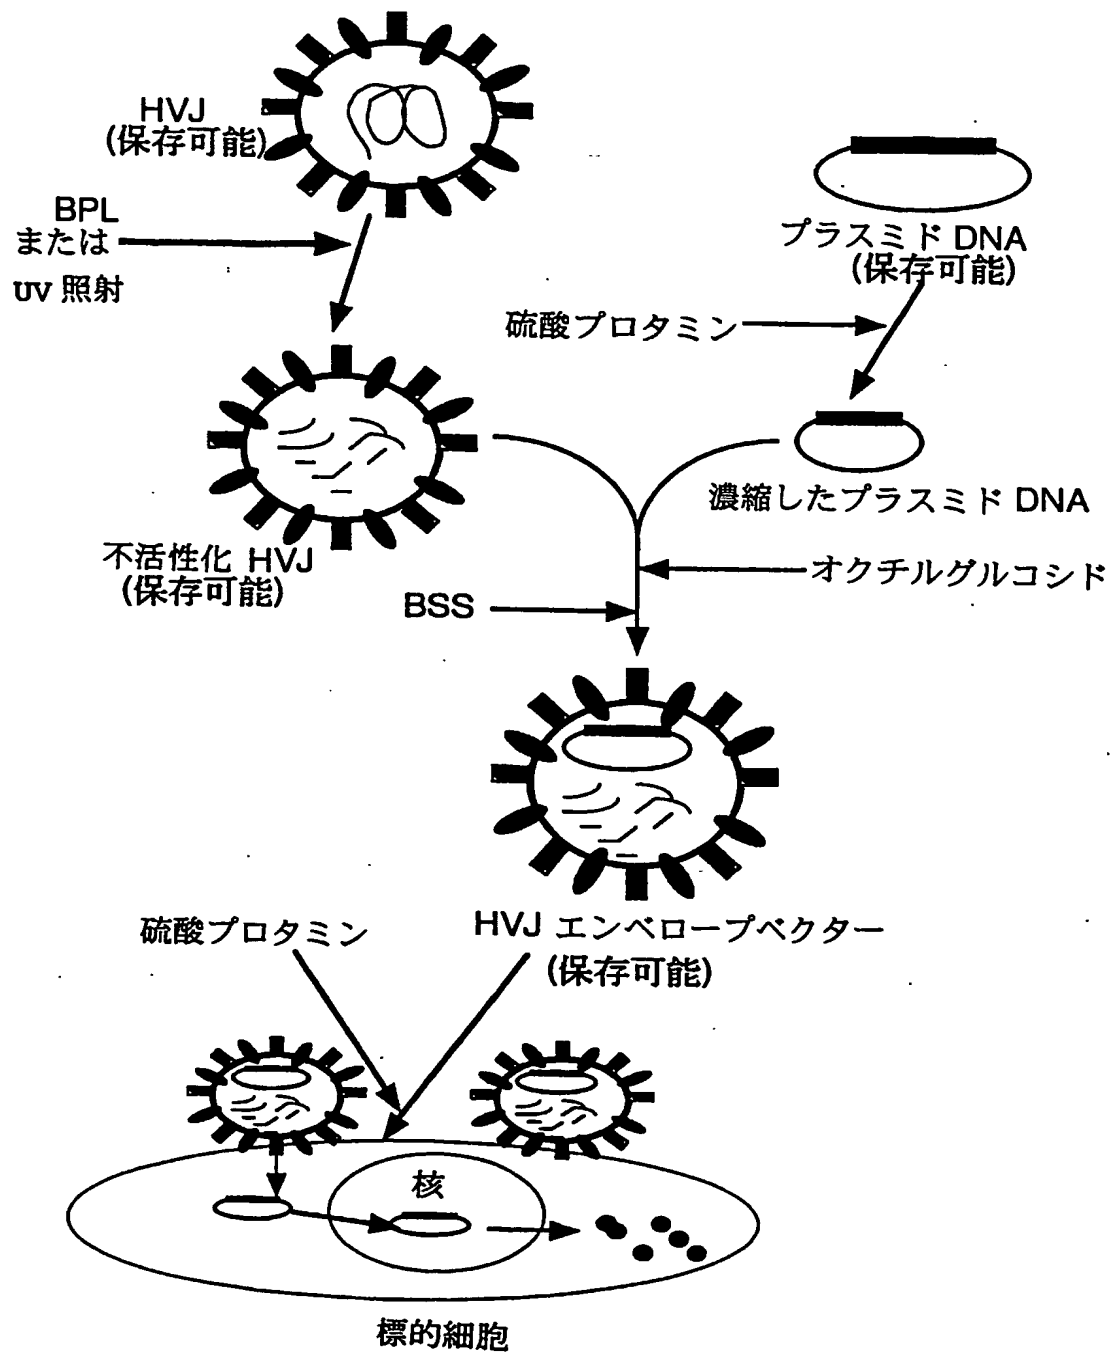 HVJ
(保存可能)
BPL
または
UV 照射
プラスミド DNA
(保存可能)
硫酸プロタミン
濃縮したプラスミド DNA
不活性化 HVJ
(保存可能)
オクチルグルコシド
BSS
硫酸プロタミン
HVJ エンベロープベクター
(保存可能)
核
標的細胞